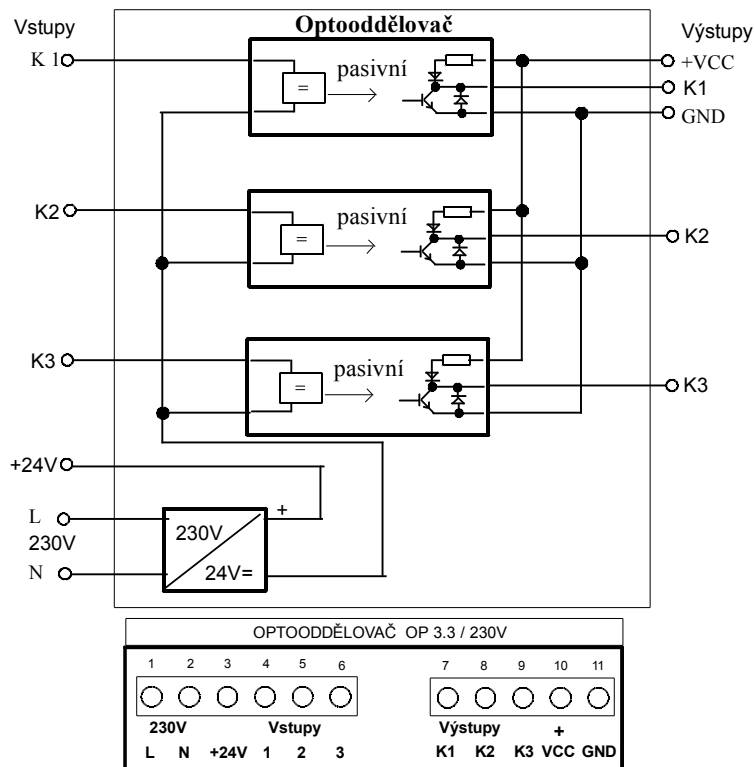 Optooddělovač
Vstupy
Výstupy
K 1
=
pasivní
+VCC
K1
GND
K2
=
pasivní
K2
K3
=
pasivní
K3
+24V
L
230V
N
+
230V
24V=
OPTOODDĚLOVAČ OP 3.3 / 230V
1 2 3 4 5 6 7 8 9 10 11
230V Vstupy Výstupy +
L N +24V 1 2 3 K1 K2 K3 VCC GND